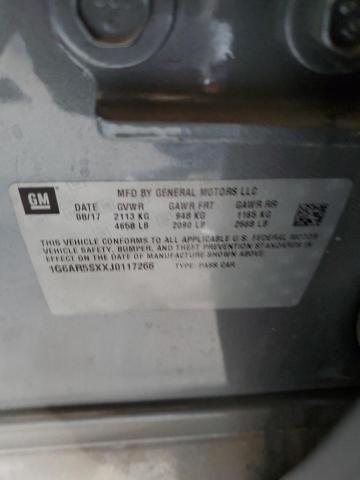 GM
MFD BY GENERAL MOTORS LLC
DATE GVWR GAWR FRT GAWR RR
08/17 2113 KG 948 KG 1165 KG
4658 LB 2090 LB 2568 LB
THIS VEHICLE CONFORMS TO ALL APPLICABLE U.S. FEDERAL MOTOR
VEHICLE SAFETY, BUMPER, AND THEFT PREVENTION STANDARDS
IN EFFECT ON THE DATE OF MANUFACTURE SHOWN ABOVE.
1G6AR5SXXJ0117266 TYPE: PASS CAR